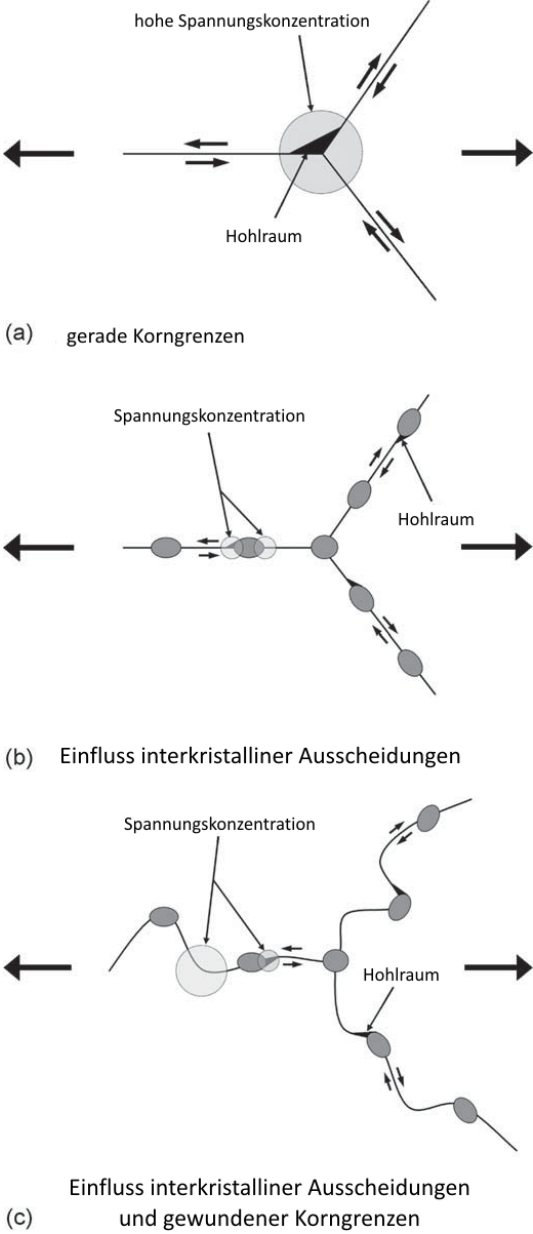 hohe Spannungskonzentration
Hohlraum
(a) gerade Korngrenzen
Spannungskonzentration
Hohlraum
(b) Einfluss interkristalliner Ausscheidungen
Spannungskonzentration
Hohlraum
Einfluss interkristalliner Ausscheidungen
(c) und gewundener Korngrenzen